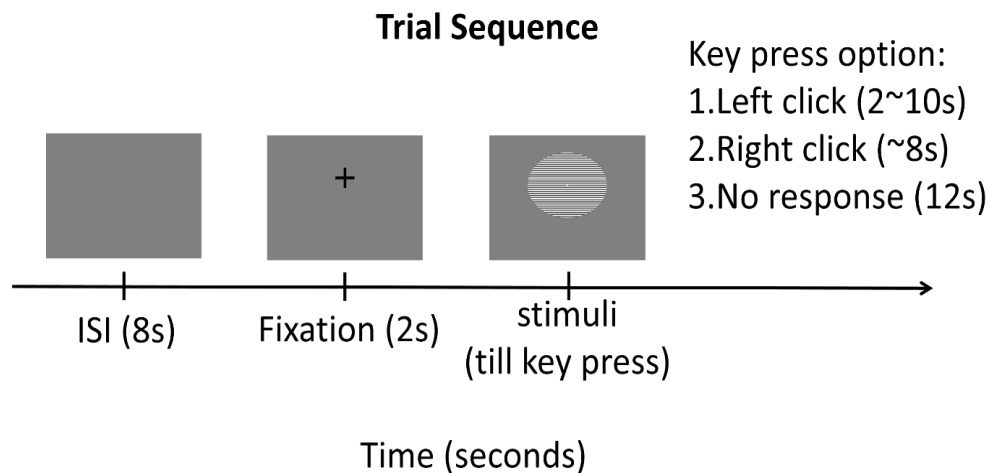 Trial Sequence
Key press option:
1.Left click (2~10s)
2.Right click (~8s)
3.No response (12s)
ISI (8s)
Fixation (2s)
stimuli
(till key press)
Time (seconds)